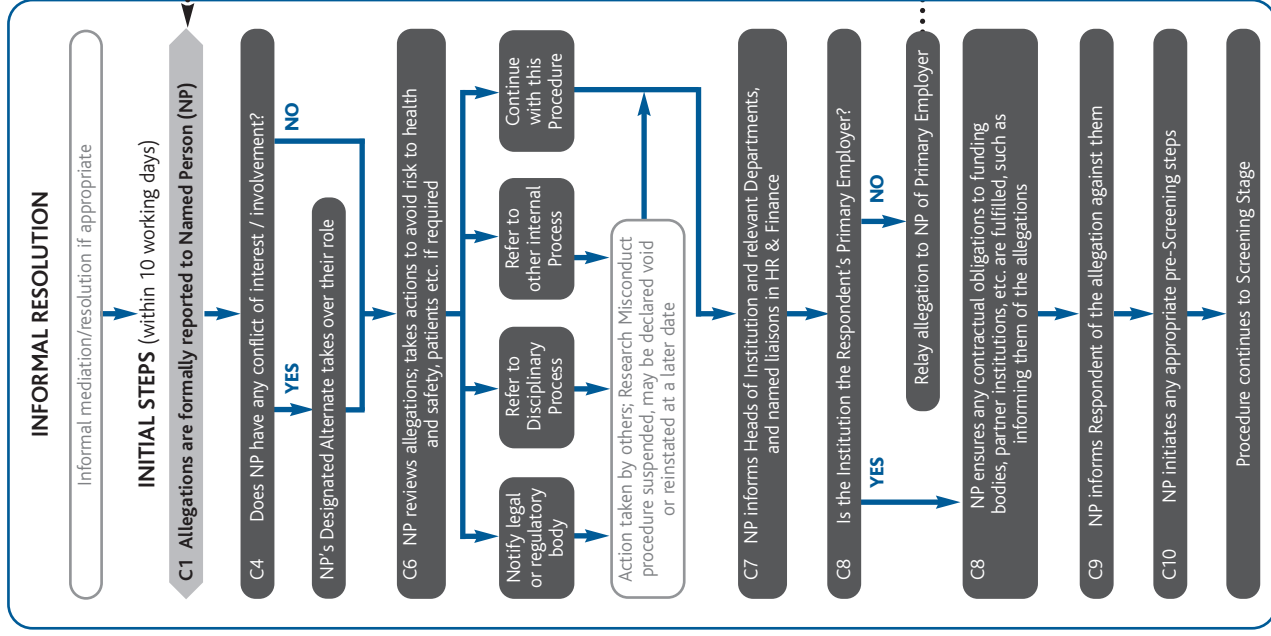 INFORMAL RESOLUTION
Informal mediation/resolution if appropriate
INITIAL STEPS (within 10 working days)
C1 Allegations are formally reported to Named Person (NP)
C4 Does NP have any conflict of interest / involvement?
YES
NO
NP's Designated Alternate takes over their role
C6 NP reviews allegations; takes actions to avoid risk to health
and safety, patients etc. if required
Notify legal
or regulatory
body
Refer to
Disciplinary
Process
Refer to
other internal
Process
Continue
with this
Procedure
Action taken by others; Research Misconduct
procedure suspended, may be declared void
or reinstated at a later date
C7 NP informs Heads of Institution and relevant Departments,
and named liaisons in HR & Finance
C8 Is the Institution the Respondent's Primary Employer?
YES
NO
Relay allegation to NP of Primary Employer
C8 NP ensures any contractual obligations to funding
bodies, partner institutions, etc. are fulfilled, such as
informing them of the allegations
C9 NP informs Respondent of the allegation against them
C10 NP initiates any appropriate pre-Screening steps
Procedure continues to Screening Stage